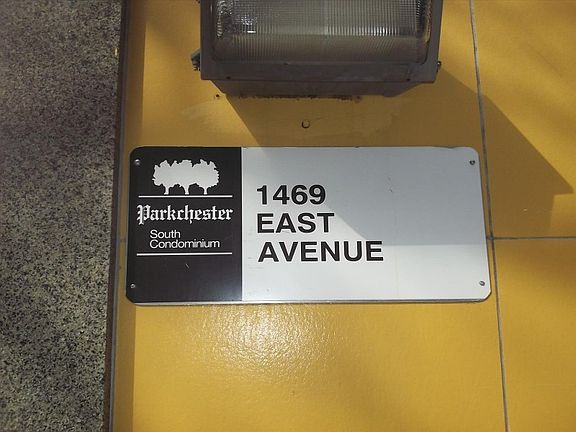 Parkchester
South
Condominium
1469
EAST
AVENUE